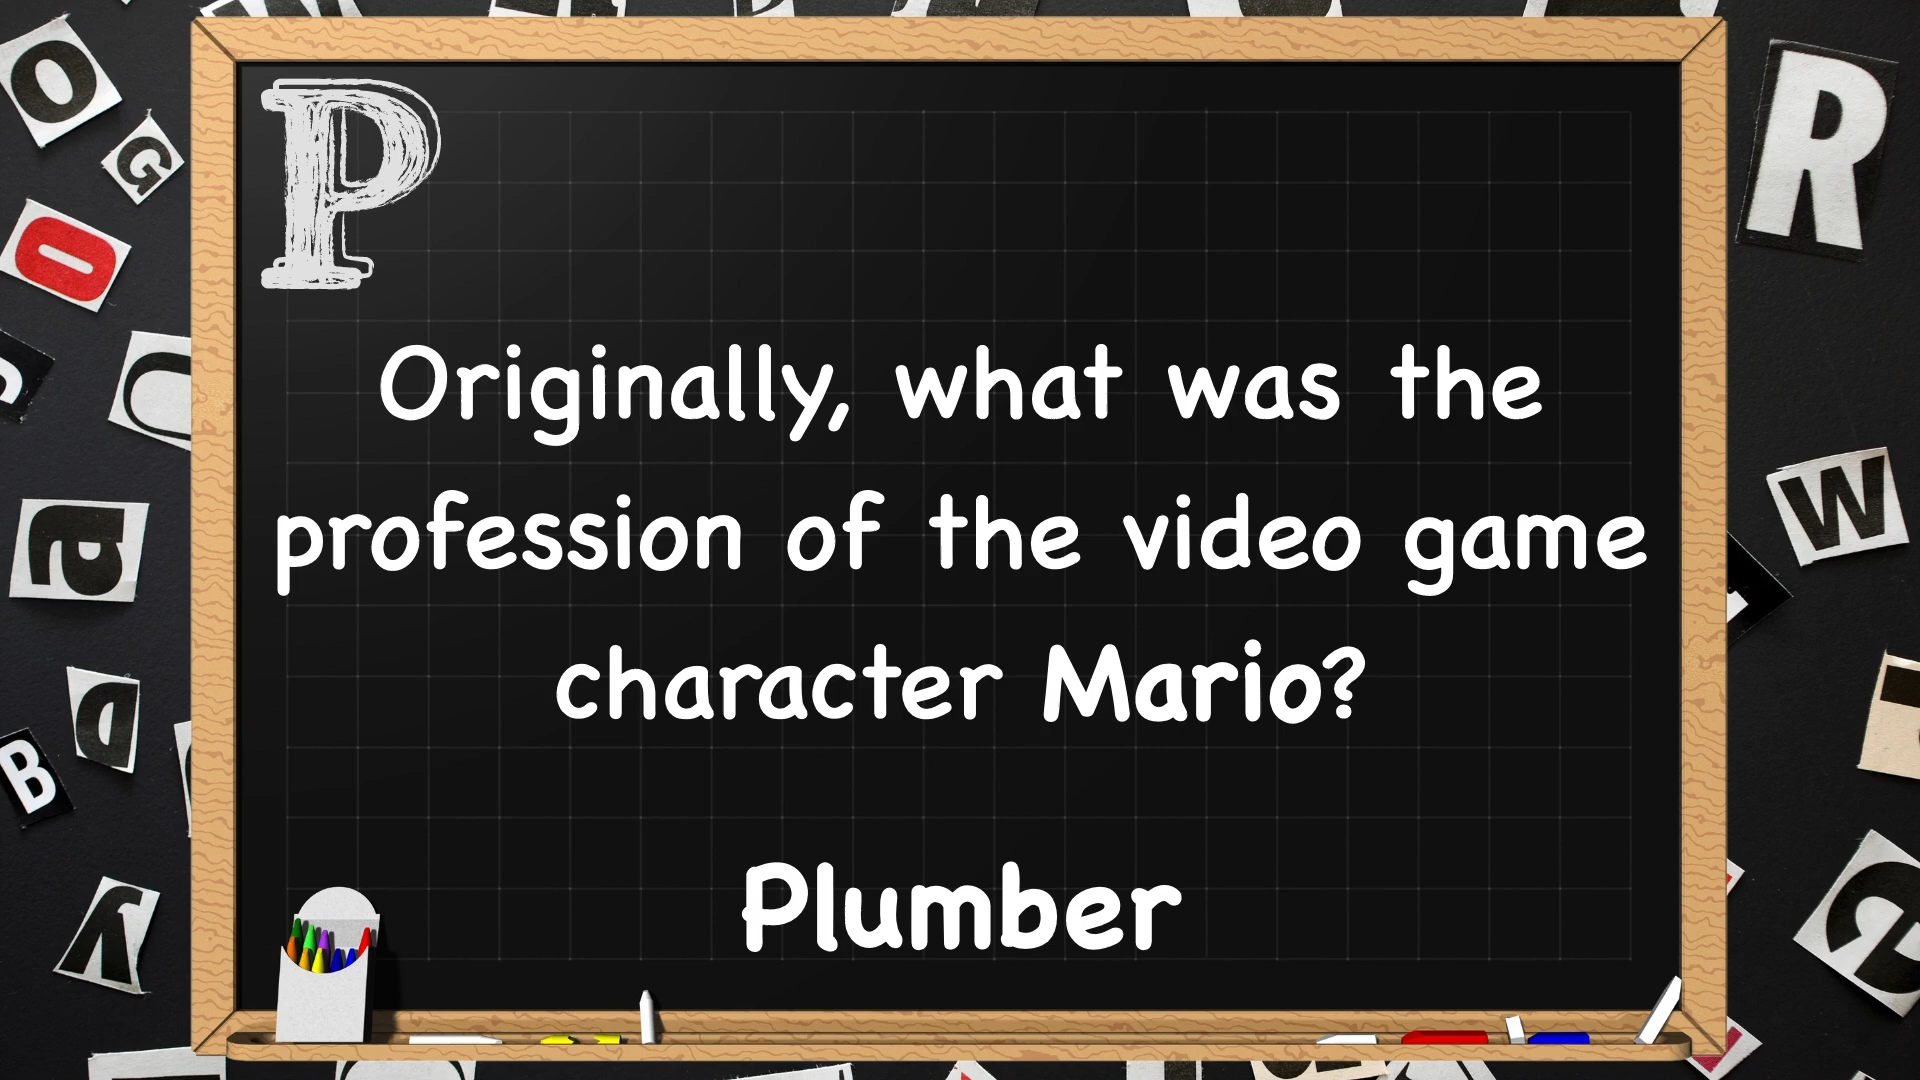 P
Originally, what was the
profession of the video game
character Mario?
Plumber
O
G
O
R
a
W
B
a
y
e